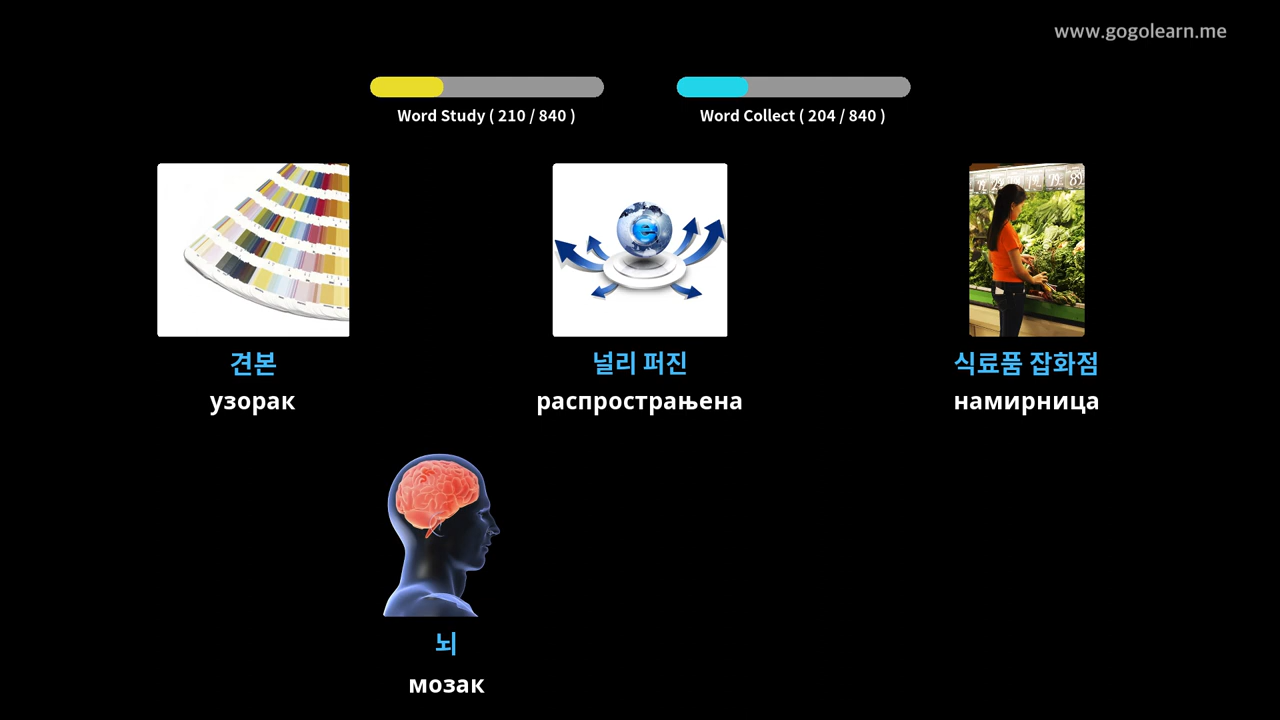 www.gogolearn.me
Word Study ( 210 / 840 )
Word Collect ( 204 / 840 )
견본
узорак
널리 퍼진
распрострањена
식료품 잡화점
намирница
뇌
мозак